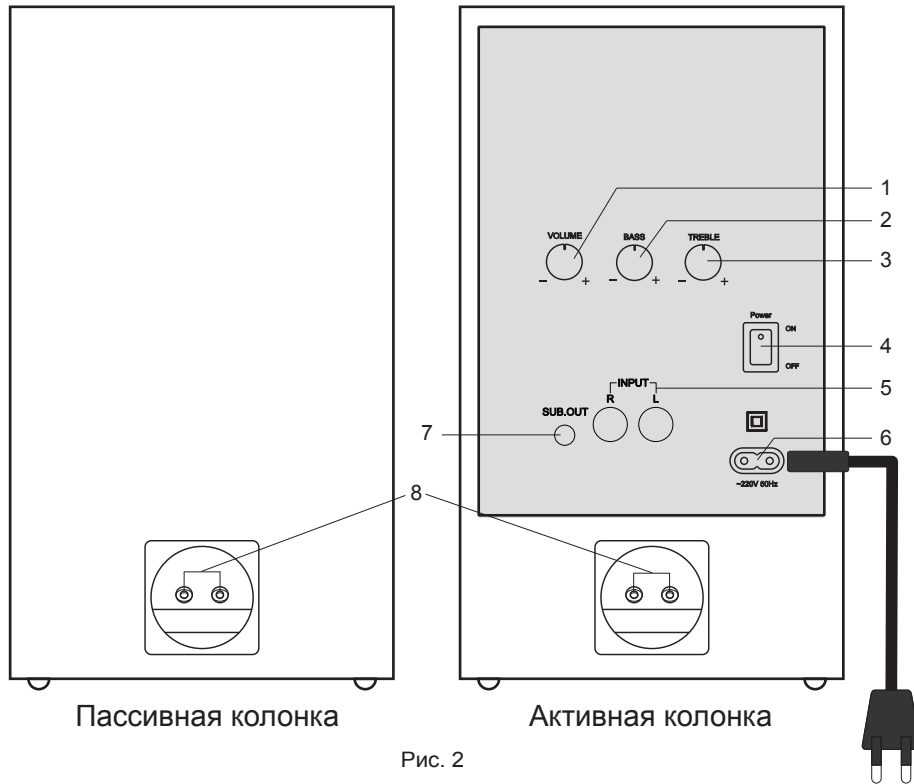 1
2
VOLUME BASS TREBLE
3
− + − + − +
Power
ON
4
OFF
5
INPUT
R L
SUB.OUT
7
6
~220V 50Hz
8
Пассивная колонка
Активная колонка
Рис. 2